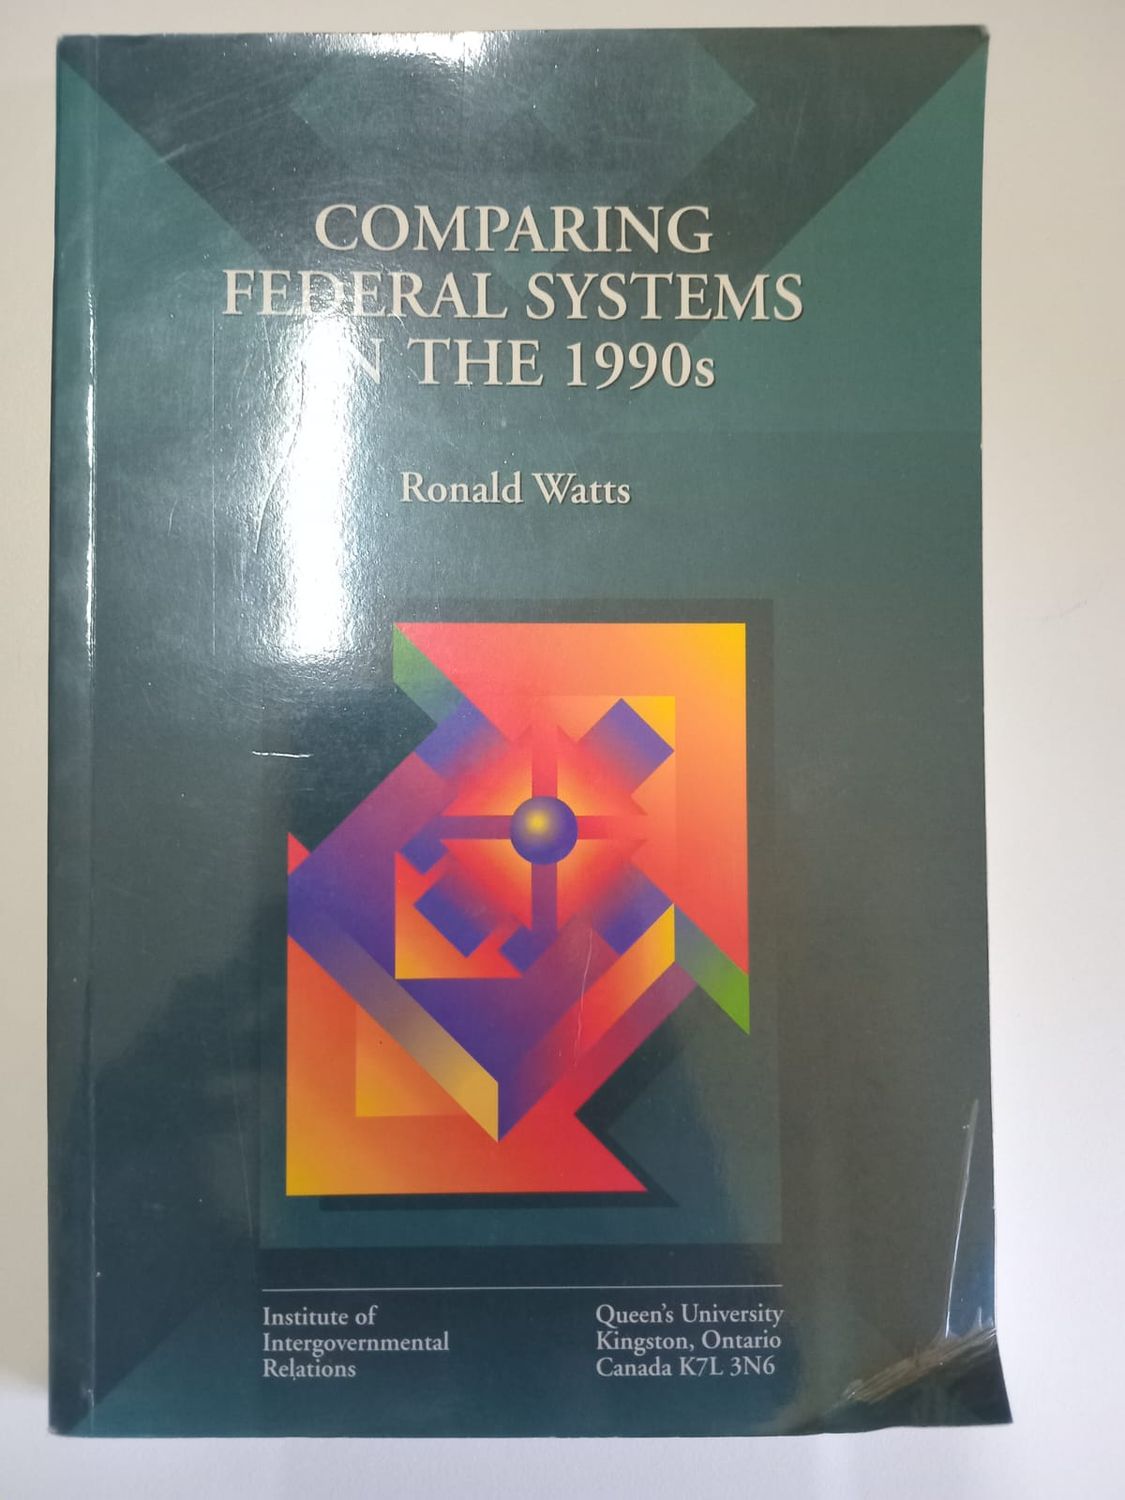 COMPARING
FEDERAL SYSTEMS
IN THE 1990s
Ronald Watts
Institute of
Intergovernmental
Relations
Queen's University
Kingston, Ontario
Canada K7L 3N6